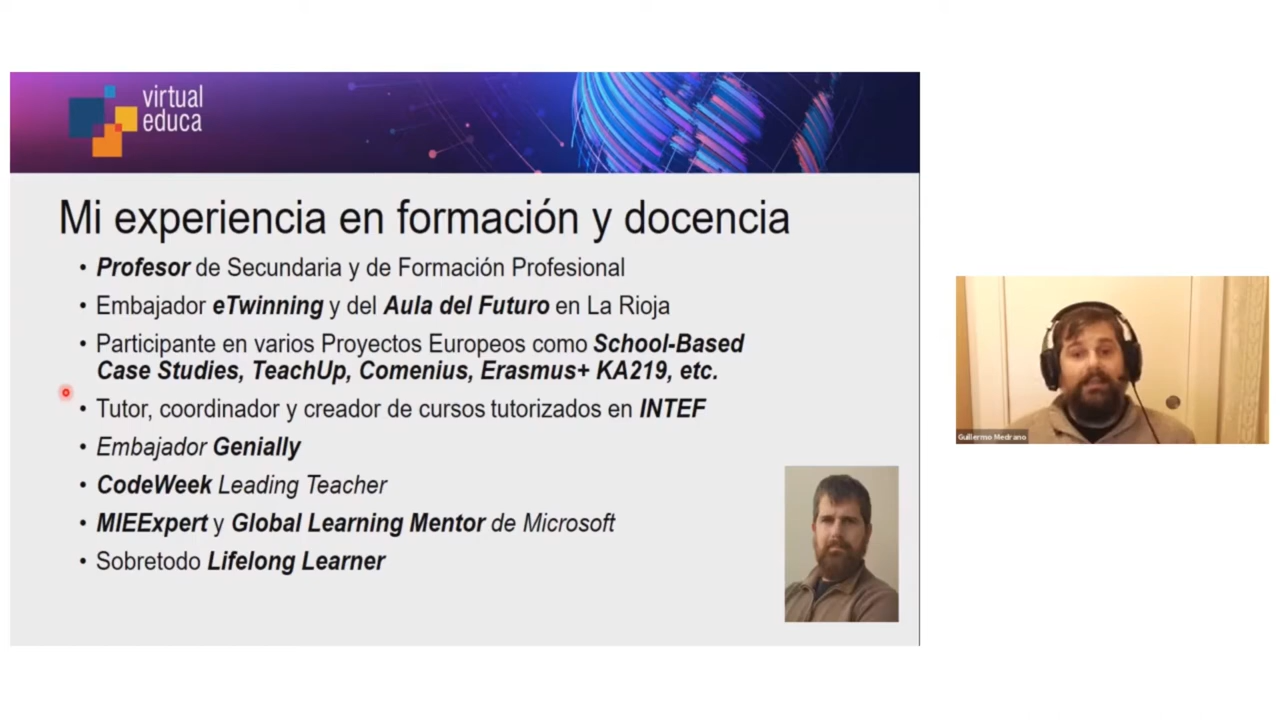 virtual
educa
Mi experiencia en formación y docencia
• Profesor de Secundaria y de Formación Profesional
• Embajador eTwinning y del Aula del Futuro en La Rioja
• Participante en varios Proyectos Europeos como School-Based
Case Studies, TeachUp, Comenius, Erasmus+ KA219, etc.
• Tutor, coordinador y creador de cursos tutorizados en INTEF
• Embajador Genially
• CodeWeek Leading Teacher
• MIEExpert y Global Learning Mentor de Microsoft
• Sobretodo Lifelong Learner
Guillermo Medrano